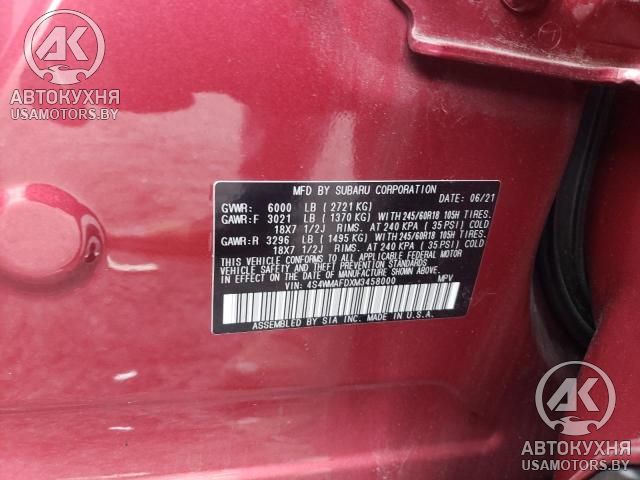 АК
АВТОКУХНЯ
USAMOTORS.BY
MFD BY SUBARU CORPORATION
DATE: 06/21
GVWR: 6000 LB (2721 KG)
GAWR:F 3021 LB (1370 KG) WITH 245/60R18 105H TIRES.
18X7 1/2J RIMS. AT 240 KPA (35 PSI) COLD
GAWR:R 3296 LB (1495 KG) WITH 245/60R18 105H TIRES.
18X7 1/2J RIMS. AT 240 KPA (35 PSI) COLD
THIS VEHICLE CONFORMS TO ALL APPLICABLE FEDERAL MOTOR
VEHICLE SAFETY AND THEFT PREVENTION STANDARDS
IN EFFECT ON THE DATE OF MANUFACTURE SHOWN ABOVE.
VIN: 4S4WMAFDXM3458000 MPV
ASSEMBLED BY SIA INC. MADE IN U.S.A.
АК
АВТОКУХНЯ
USAMOTORS.BY